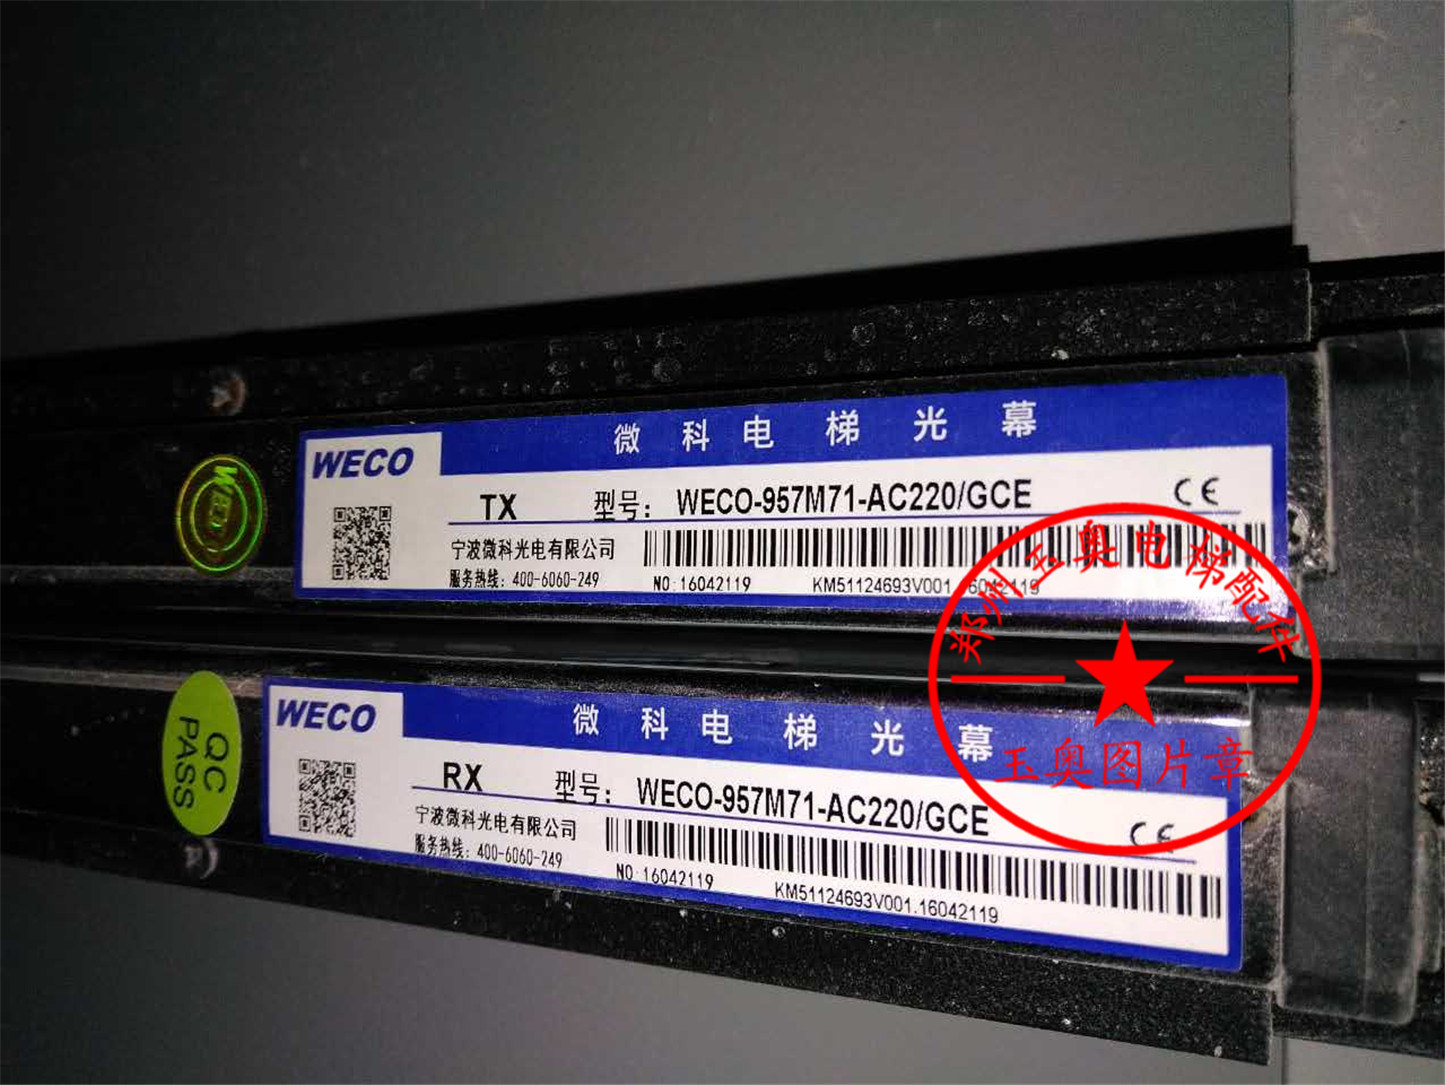 WECO
微科电梯光幕
TX 型号: WECO-957M71-AC220/GCE CE
宁波微科光电有限公司
服务热线: 400-6060-249
NO:16042119 KM51124693V001.16042119
WECO
郑州玉奥电梯配件
玉奥图片章
QC PASS
WECO
微科电梯光幕
RX 型号: WECO-957M71-AC220/GCE CE
宁波微科光电有限公司
服务热线: 400-6060-249
NO:16042119 KM51124693V001.16042119